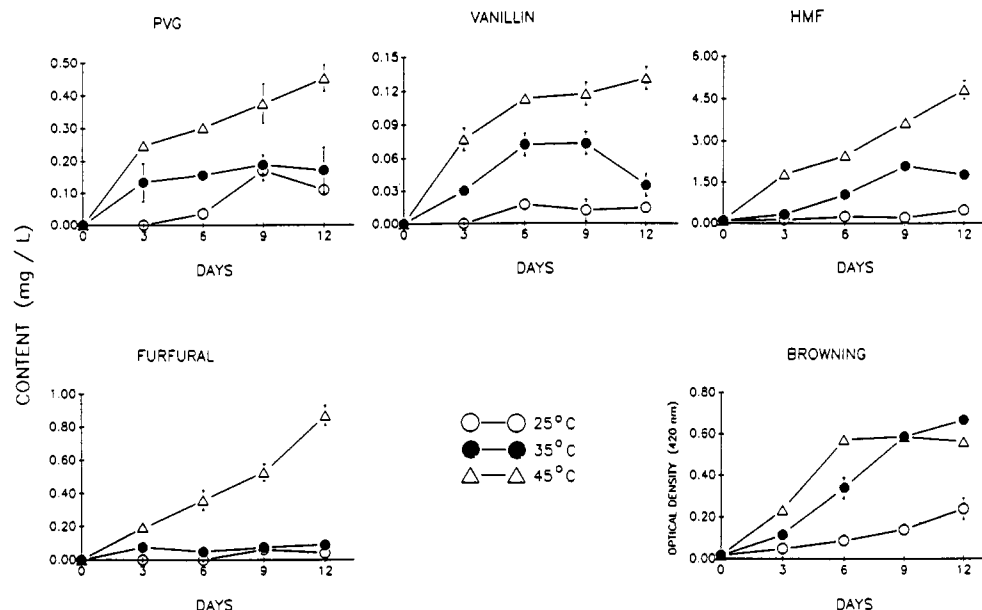 PVG
VANILLIN
HMF
0.50
0.40
0.30
0.20
0.10
0.00
0 3 6 9 12
DAYS
0.15
0.12
0.09
0.06
0.03
0.00
0 3 6 9 12
DAYS
6.00
4.50
3.00
1.50
0.00
0 3 6 9 12
DAYS
CONTENT (mg / L)
FURFURAL
BROWNING
1.00
0.80
0.60
0.40
0.20
0.00
0 3 6 9 12
DAYS
25°C
35°C
45°C
OPTICAL DENSITY (420 nm)
0.80
0.60
0.40
0.20
0.00
0 3 6 9 12
DAYS